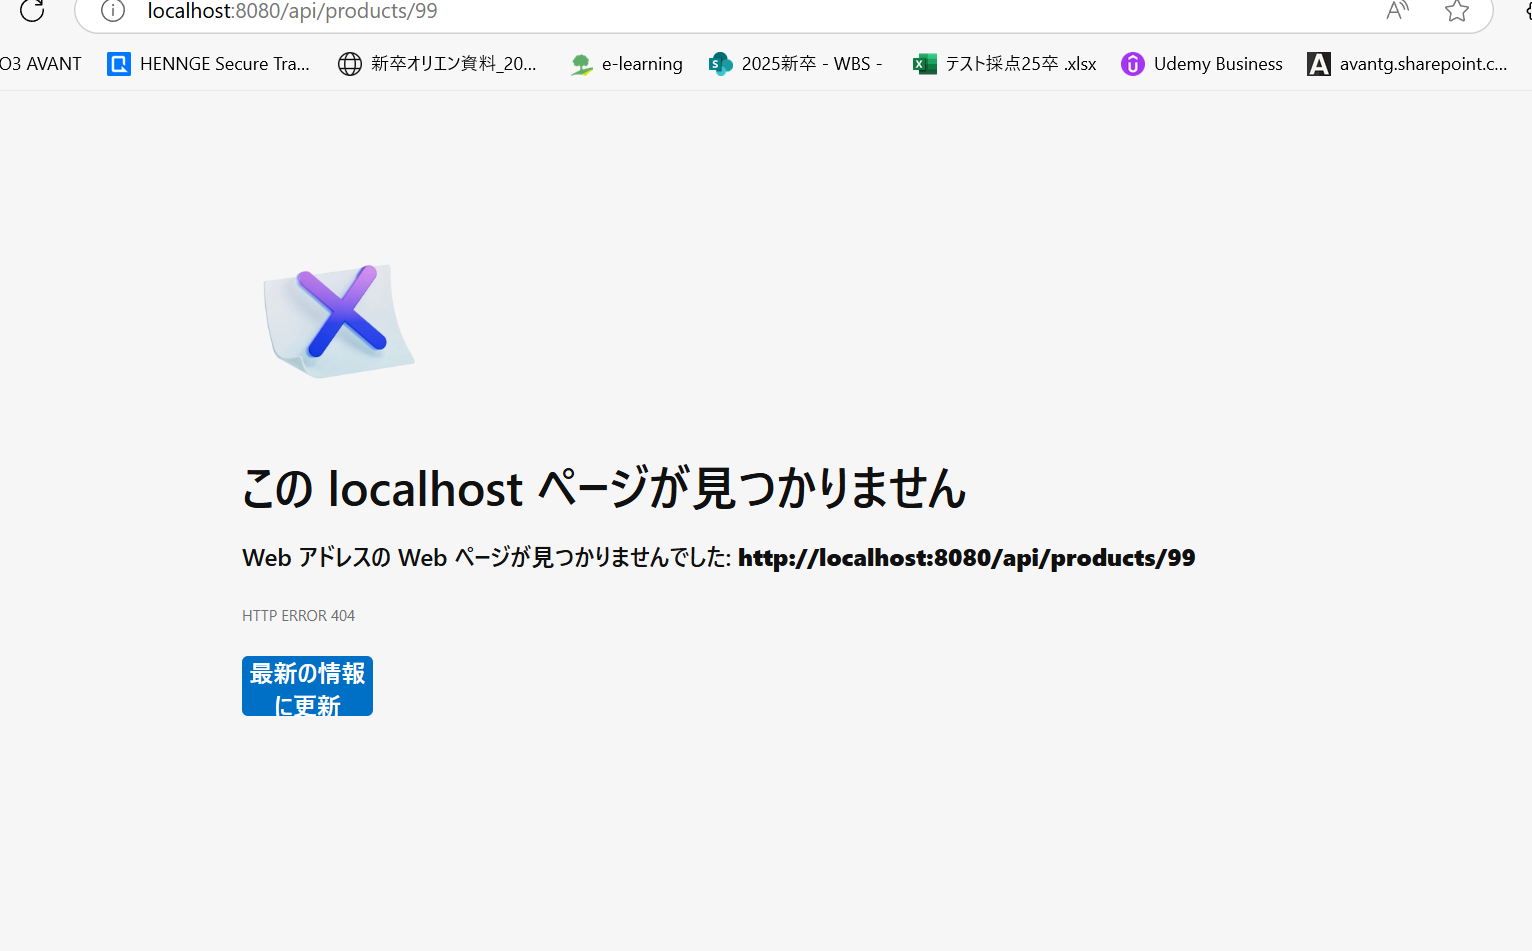 localhost:8080/api/products/99
O3 AVANT HENNGE Secure Tra... 新卒オリエン資料_20... e-learning 2025新卒 - WBS - テスト採点25卒 .xlsx Udemy Business avantg.sharepoint.c...
この localhost ページが見つかりません
Web アドレスの Web ページが見つかりませんでした: http://localhost:8080/api/products/99
HTTP ERROR 404
最新の情報
に更新